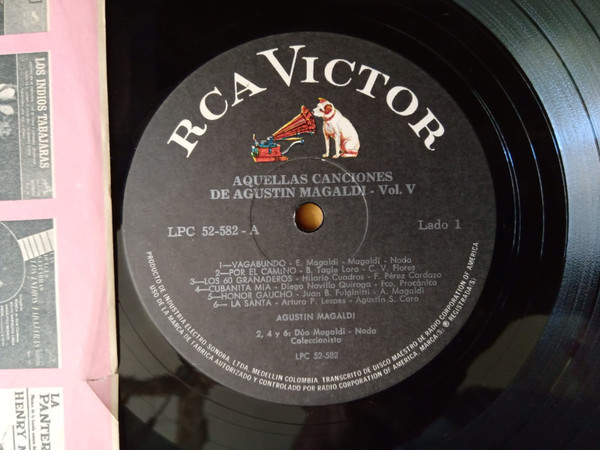 RCA VICTOR
AQUELLAS CANCIONES
DE AGUSTIN MAGALDI - Vol. V
LPC 52-582 - A
Lado 1
1—VAGABUNDO - E. Magaldi - Magaldi - Noda
2—POR EL CAMINO - B. Tagle Lara - C. V. Flores
3—LOS 60 GRANADEROS - Hilario Cuadros - F. Pérez Cardozo
4—CUBANITA MIA - Diego Novillo Quiroga - Fco. Procánico
5—HONOR GAUCHO - Juan B. Fulginiti - A. Magaldi
6—LA SANTA - Arturo P. Lespes - Agustín S. Caro
AGUSTIN MAGALDI
2, 4 y 6: Dúo Magaldi - Noda
Coleccionista
LPC 52-582
PRODUCTO DE INDUSTRIA ELECTRO-SONORA, LTDA. MEDELLIN COLOMBIA. TRANSCRITO DE DISCO MAESTRO DE RADIO CORPORATION OF AMERICA.
USO DE LA MARCA DE FABRICA AUTORIZADO Y CONTROLADO POR RADIO CORPORATION OF AMERICA. MARCA(S) ® REGISTRADA(S).
LOS INDIOS TABAJARAS
LA
PANTER
HENRY M